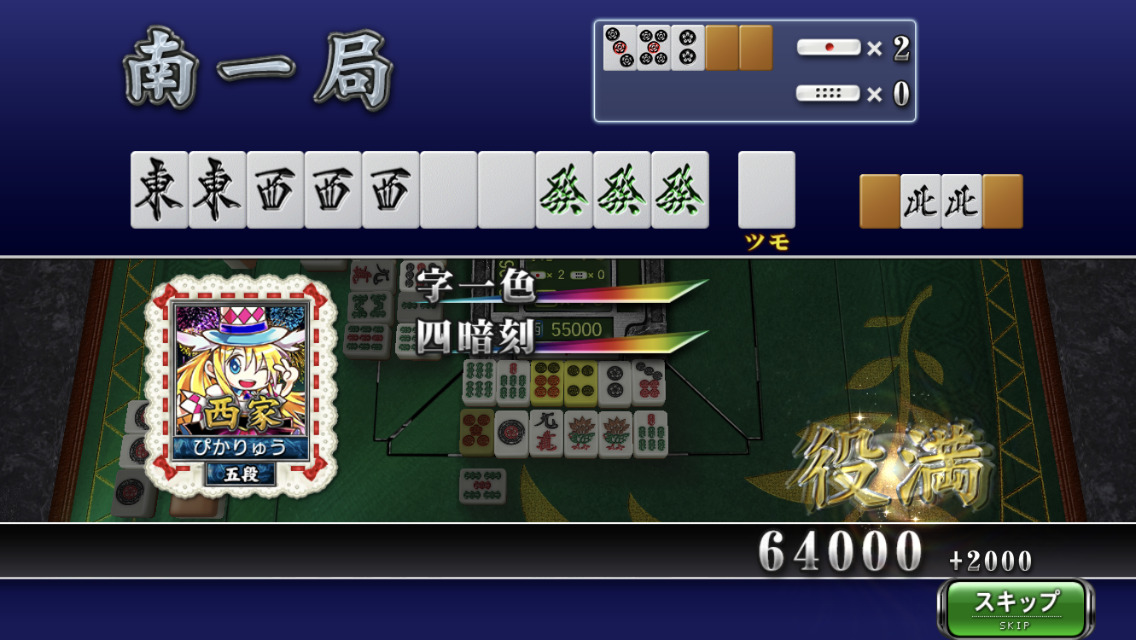 南一局
× 2
× 0
東 東 西 西 西 發 發 發
ツモ
北 北
字一色
× 2 × 0
四暗刻
55000
西家
ぴかりゅう
五段
役満
64000 +2000
スキップ
SKIP